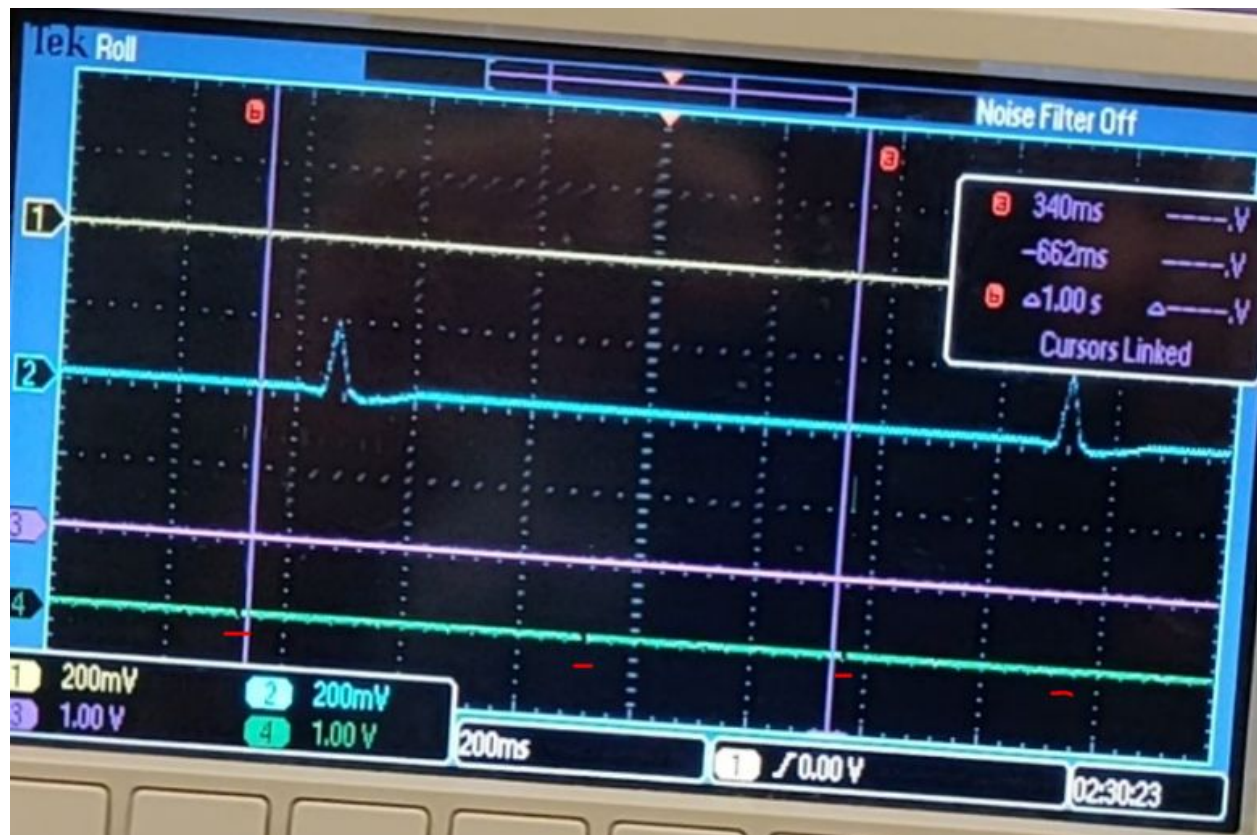 Tek Roll
Noise Filter Off
b
a
a 340ms ----.V
-662ms ----.V
b △1.00 s △----.V
Cursors Linked
1
2
3
4
1 200mV 2 200mV
3 1.00 V 4 1.00 V
200ms
1 ∫ 0.00 V
02:30:23